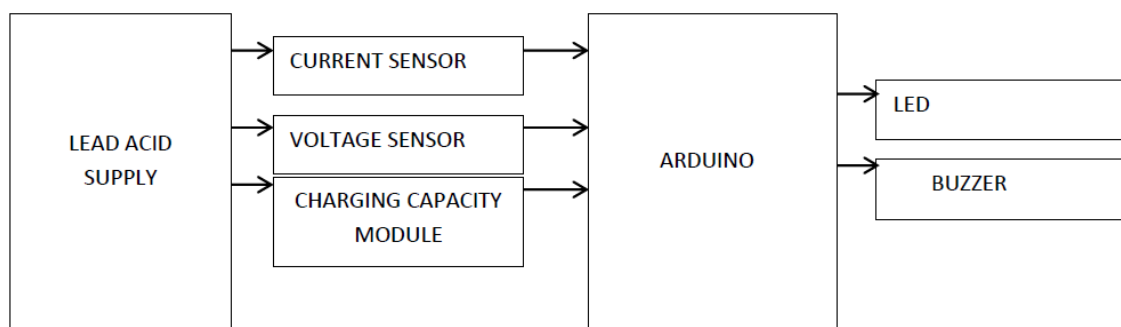 LEAD ACID
SUPPLY
CURRENT SENSOR
VOLTAGE SENSOR
CHARGING CAPACITY
MODULE
ARDUINO
LED
BUZZER